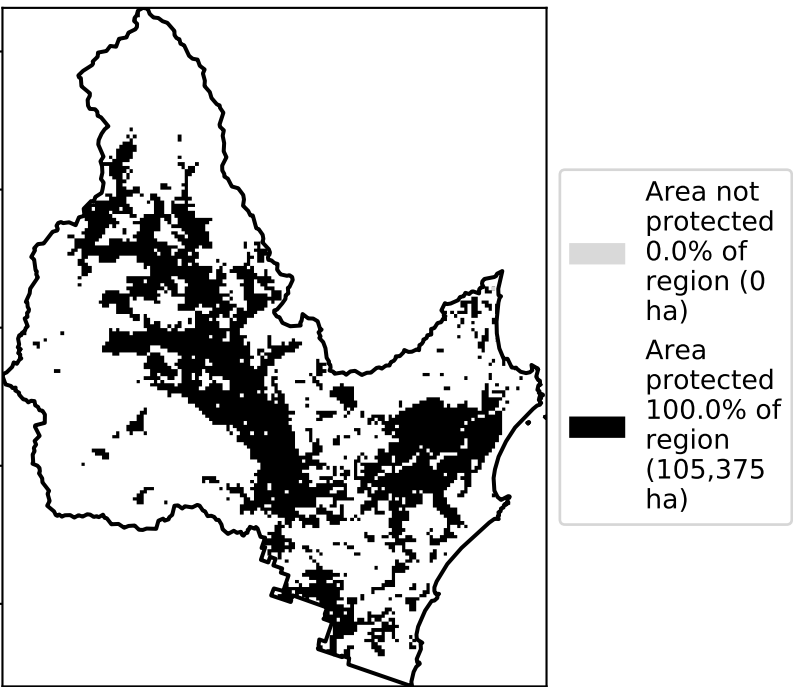 Area not
protected
0.0% of
region (0
ha)
Area
protected
100.0% of
region
(105,375
ha)